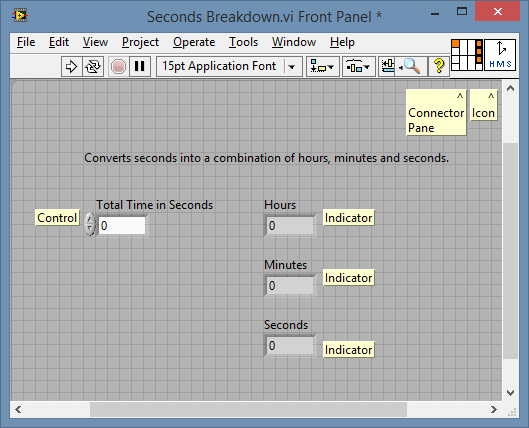 Seconds Breakdown.vi Front Panel *
File Edit View Project Operate Tools Window Help
15pt Application Font
?
HMS
^ ^
Connector Icon
Pane
Converts seconds into a combination of hours, minutes and seconds.
Total Time in Seconds Hours
Control 0 0 Indicator
Minutes
0 Indicator
Seconds
0 Indicator